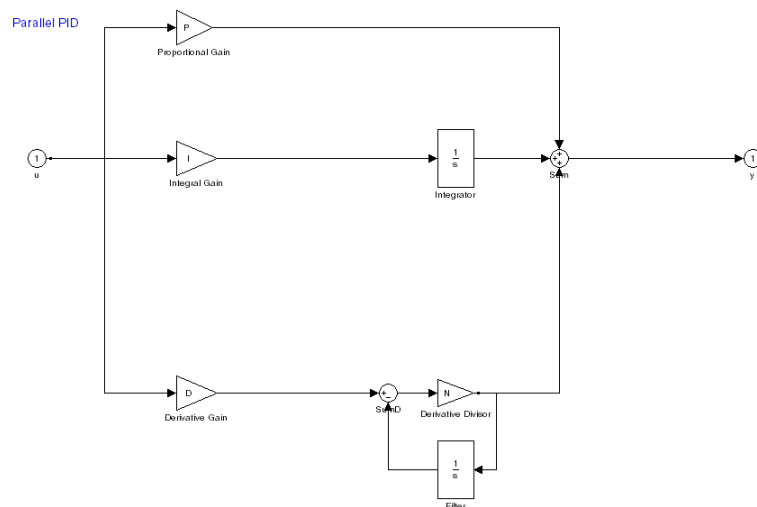 Parallel PID
P
Proportional Gain
1
u
I
Integral Gain
1
s
Integrator
+
+
+
Sum
1
y
D
Derivative Gain
+
−
SumD
N
Derivative Divisor
1
s
Filter